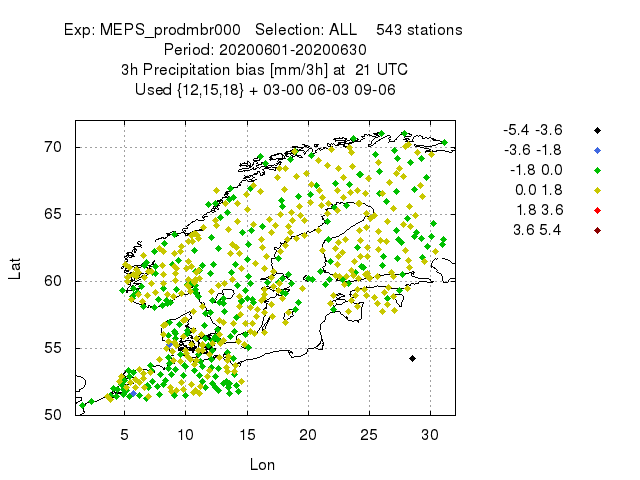 Exp: MEPS_prodmbr000   Selection: ALL    543 stations
Period: 20200601-20200630
3h Precipitation bias [mm/3h] at  21 UTC
Used {12,15,18} + 03-00 06-03 09-06
-5.4 -3.6
-3.6 -1.8
-1.8 0.0
0.0 1.8
1.8 3.6
3.6 5.4
70
65
60
55
50
Lat
5 10 15 20 25 30
Lon